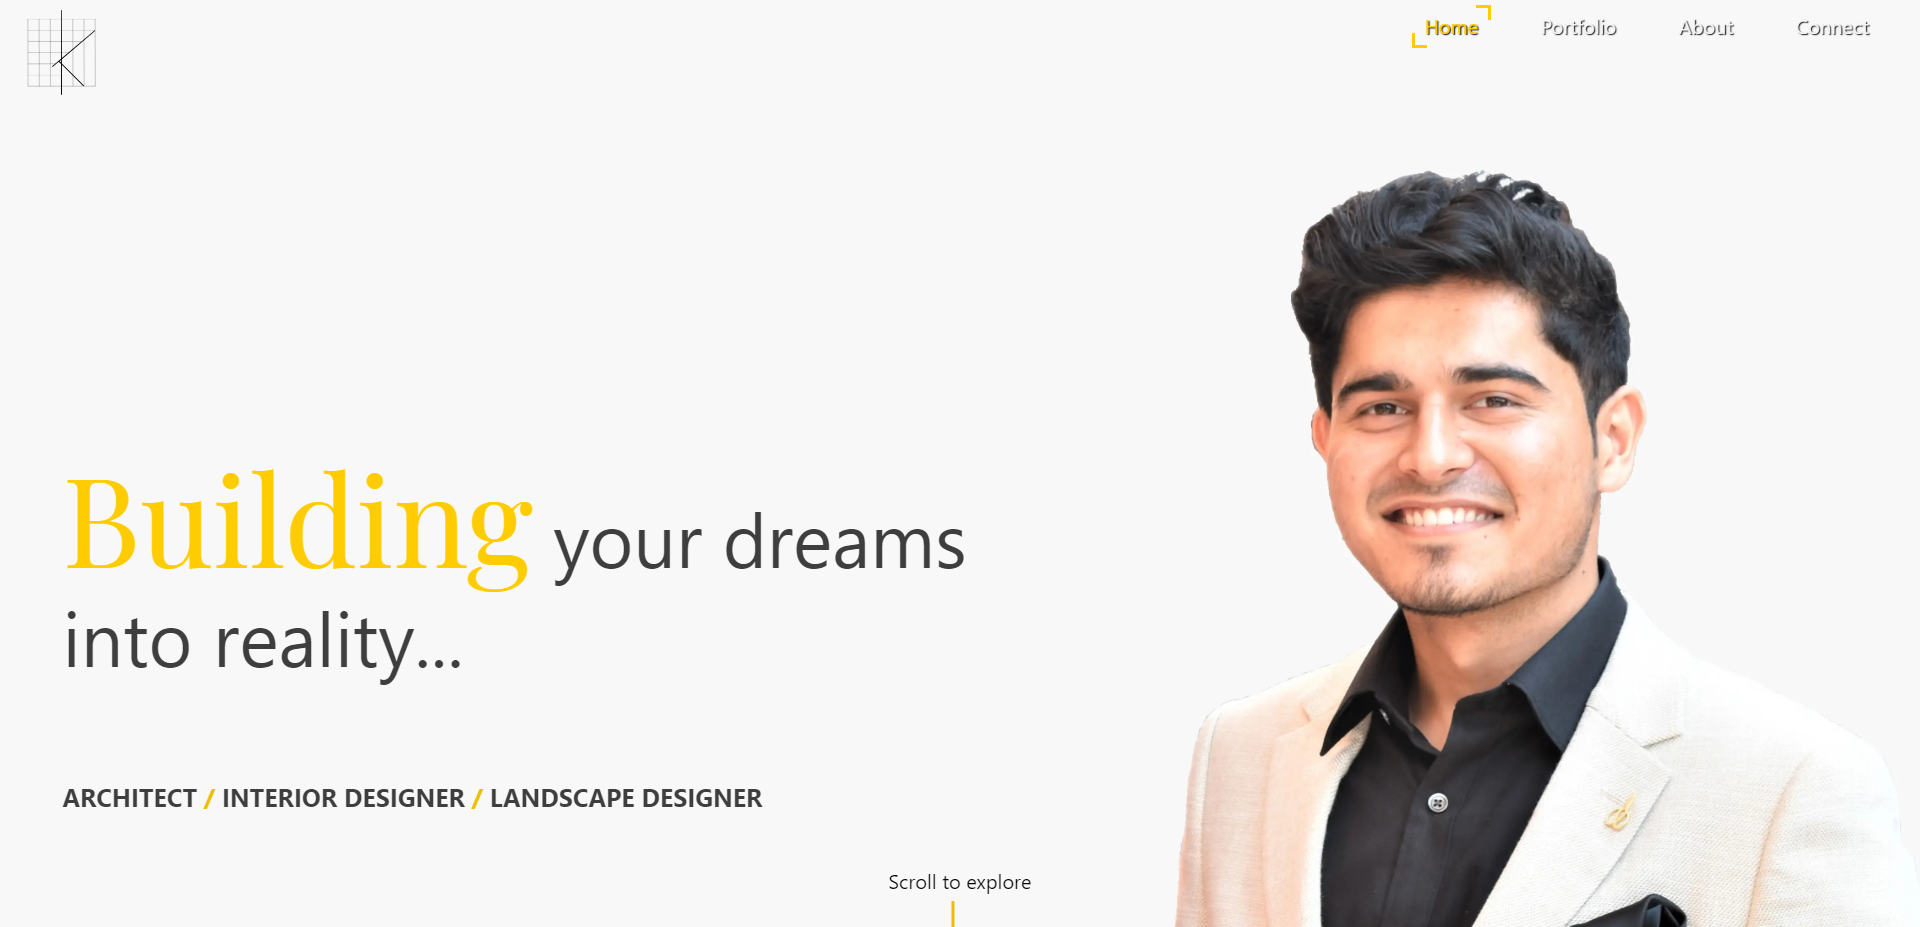 Home
Portfolio
About
Connect
Building your dreams
into reality...
ARCHITECT / INTERIOR DESIGNER / LANDSCAPE DESIGNER
Scroll to explore